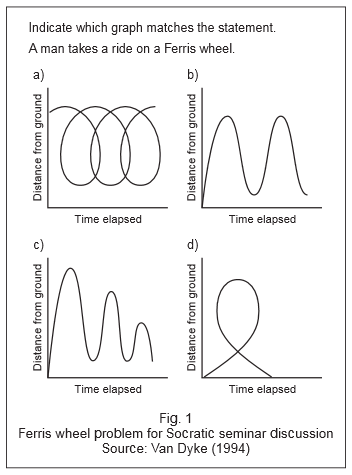 Indicate which graph matches the statement.
A man takes a ride on a Ferris wheel.
a)
b)
Distance from ground
Time elapsed
Distance from ground
Time elapsed
c)
d)
Distance from ground
Time elapsed
Distance from ground
Time elapsed
Fig. 1
Ferris wheel problem for Socratic seminar discussion
Source: Van Dyke (1994)